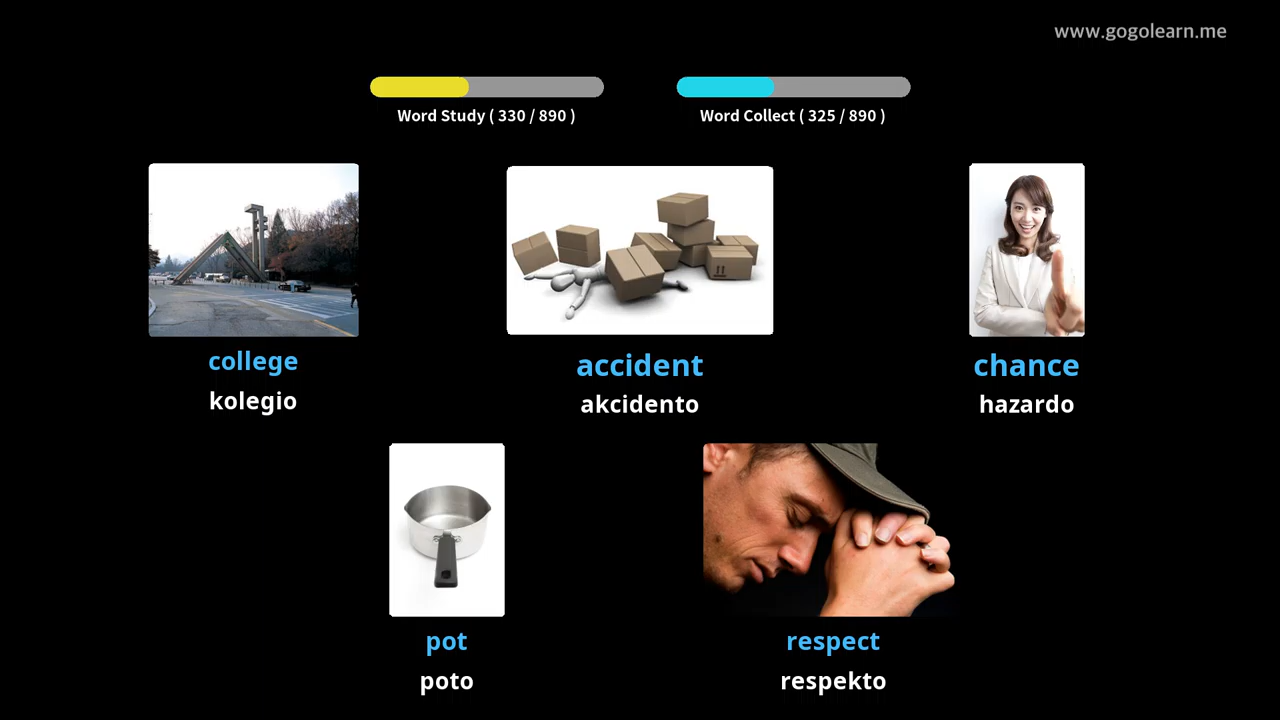 www.gogolearn.me
Word Study ( 330 / 890 )
Word Collect ( 325 / 890 )
college
kolegio
accident
akcidento
chance
hazardo
pot
poto
respect
respekto